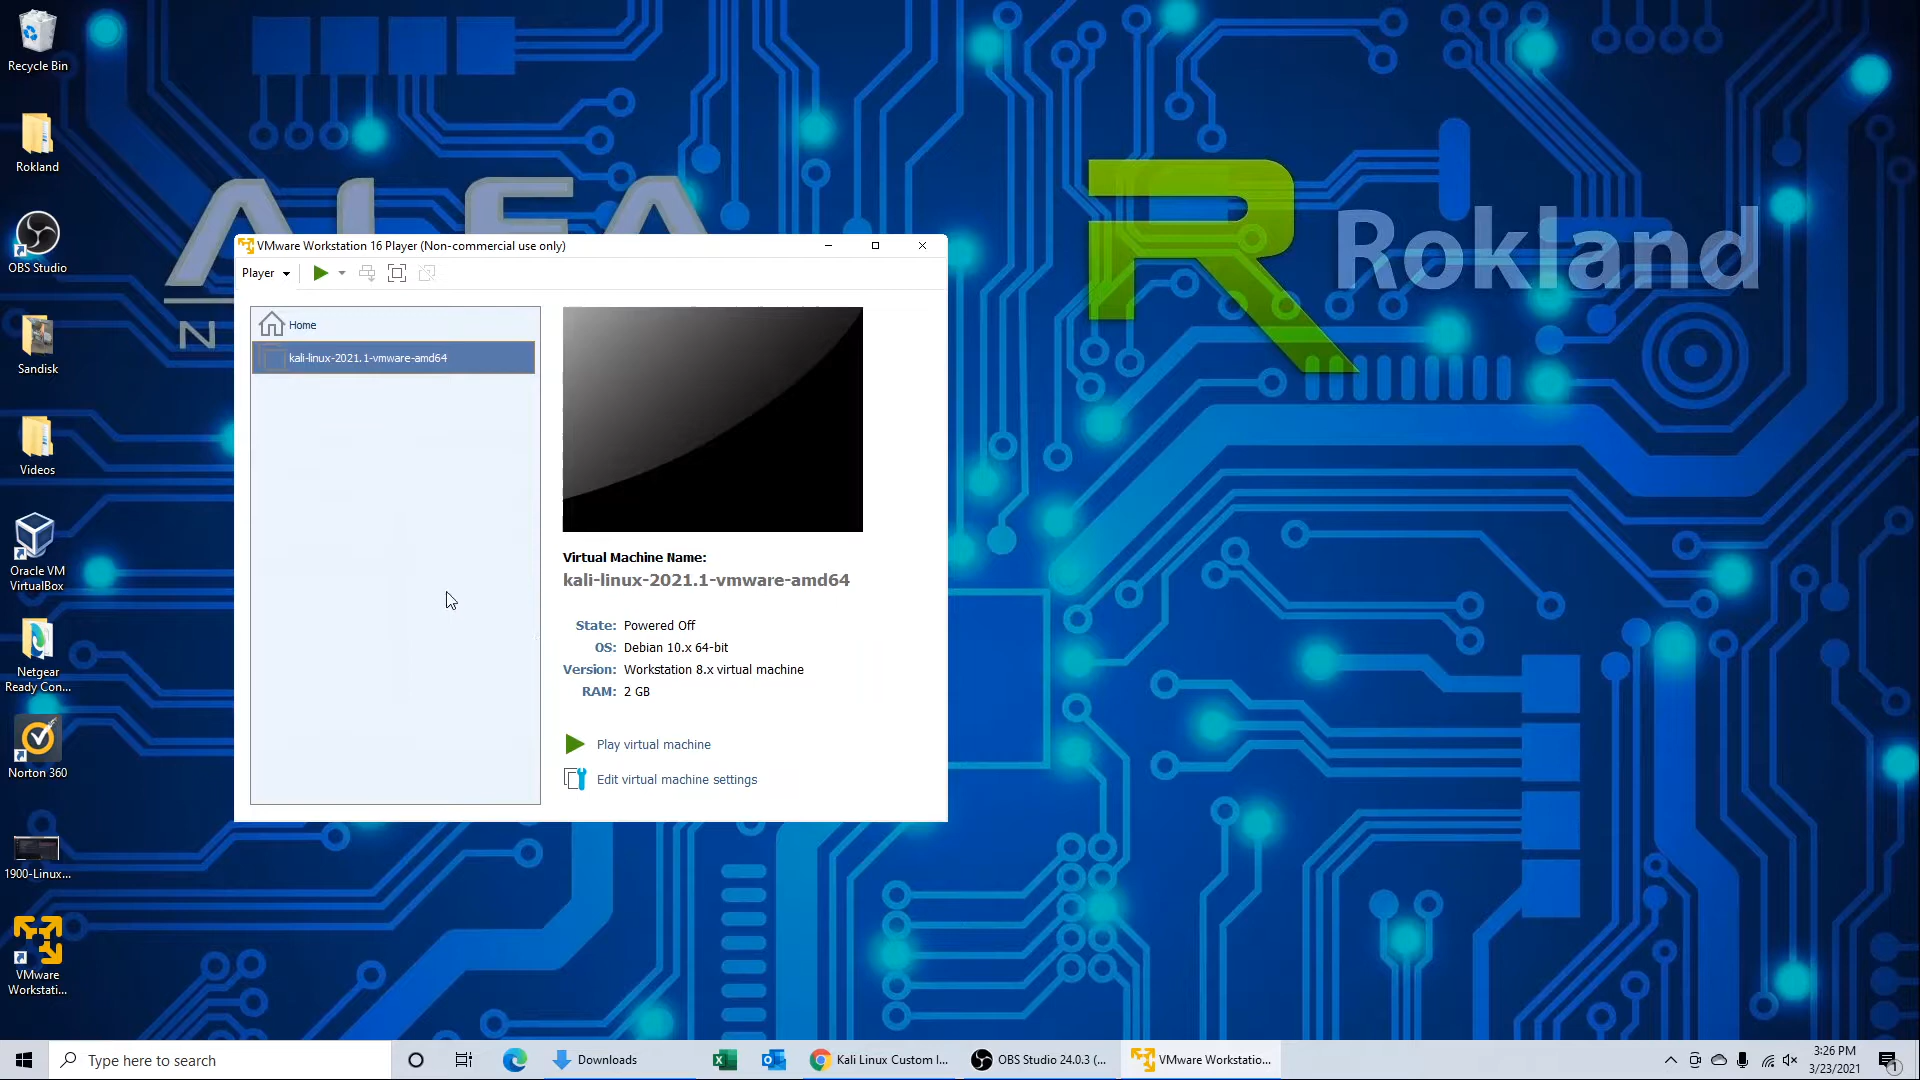 Recycle Bin
Rokland
OBS Studio
Sandisk
Videos
Oracle VM
VirtualBox
Netgear
Ready Con...
Norton 360
1900-Linux...
VMware
Workstati...
Rokland
VMware Workstation 16 Player (Non-commercial use only)
Player
Home
kali-linux-2021.1-vmware-amd64
Virtual Machine Name:
kali-linux-2021.1-vmware-amd64
State: Powered Off
OS: Debian 10.x 64-bit
Version: Workstation 8.x virtual machine
RAM: 2 GB
Play virtual machine
Edit virtual machine settings
Type here to search
Downloads
Kali Linux Custom I...
OBS Studio 24.0.3 (...
VMware Workstatio...
3:26 PM
3/23/2021
1